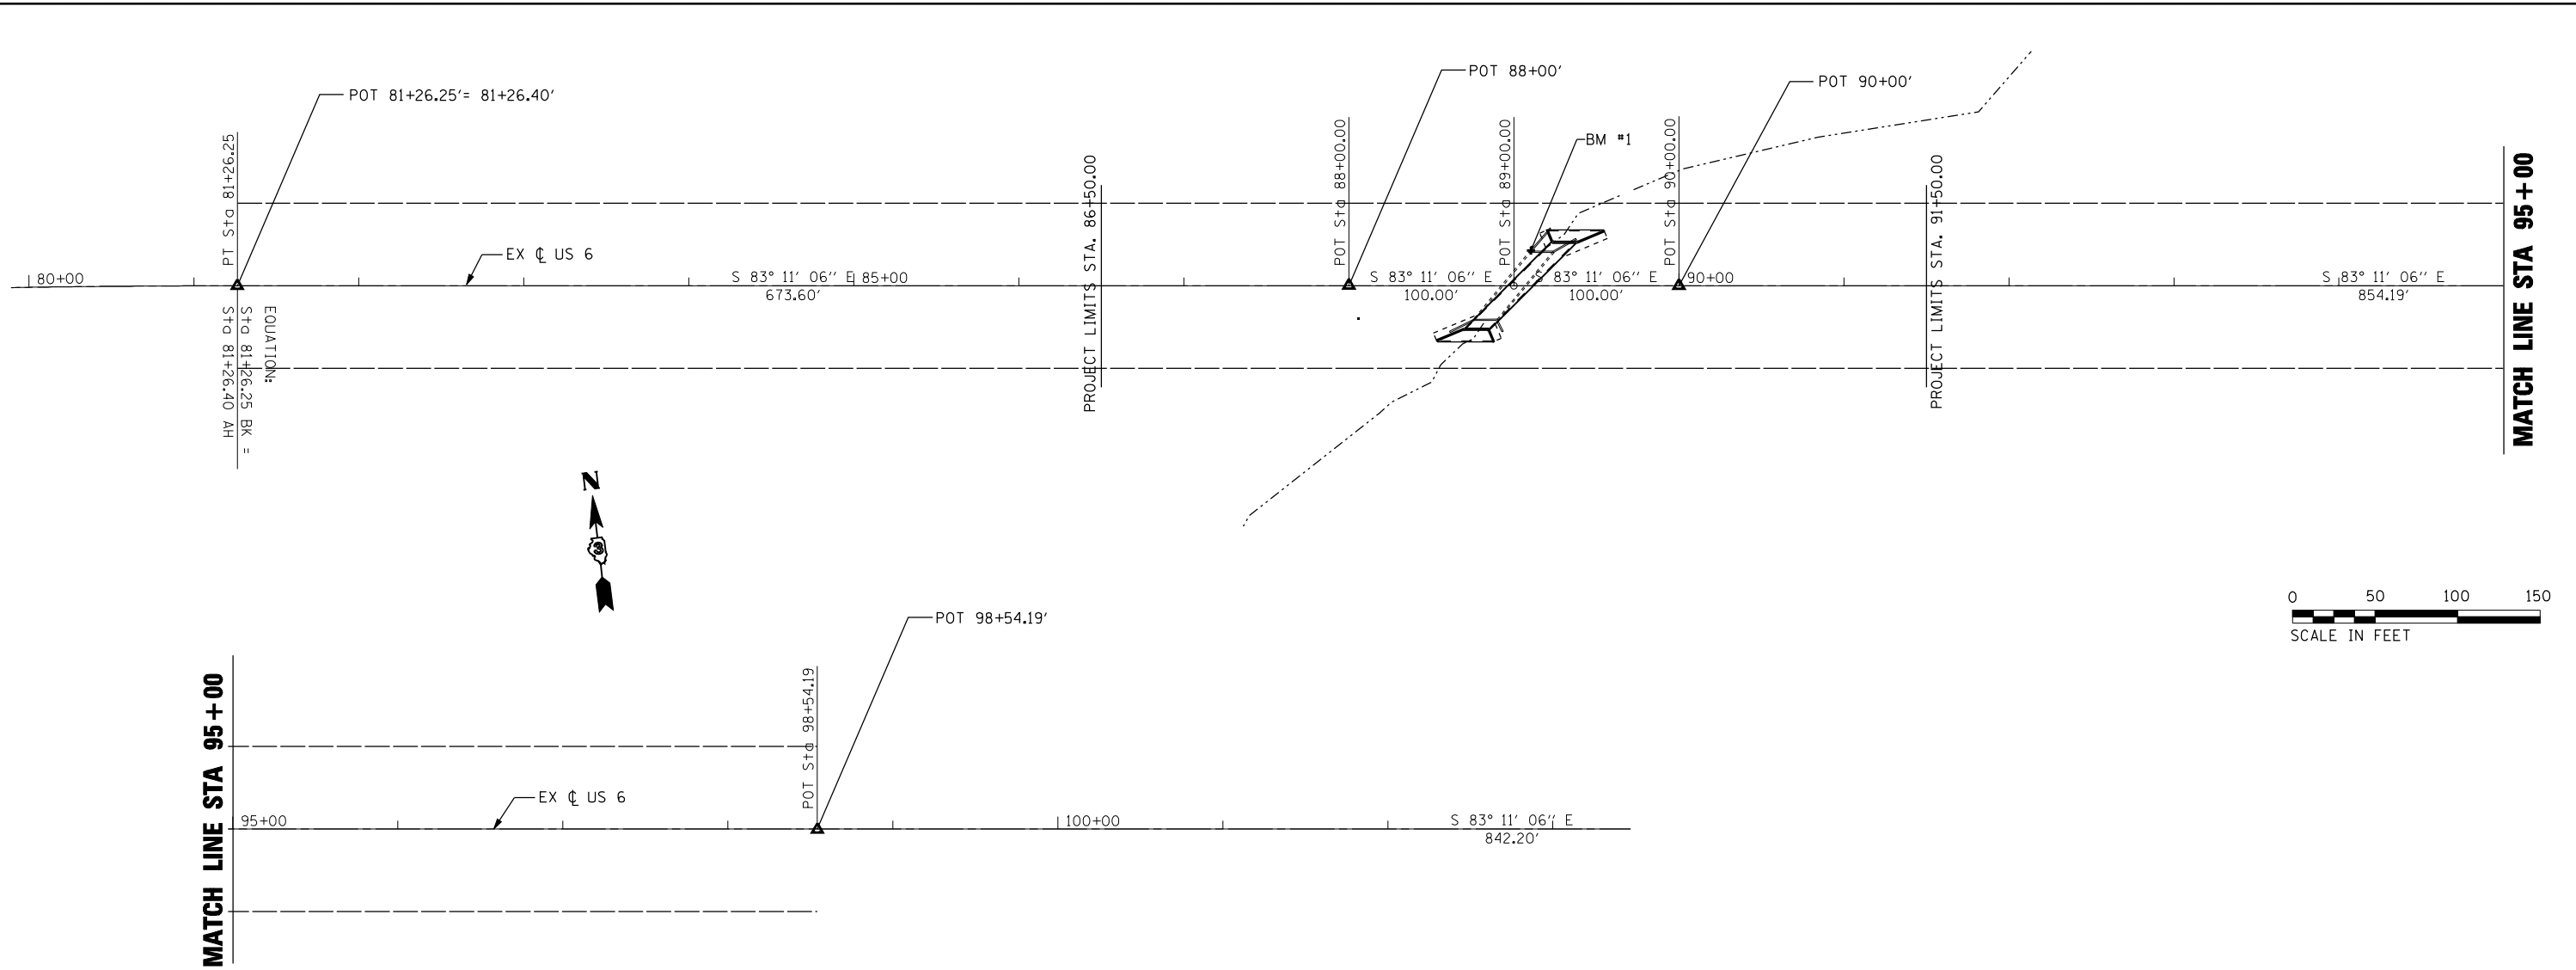 POT 81+26.25'= 81+26.40'
POT 88+00'
POT 90+00'
BM #1
PT Sta 81+26.25
PROJECT LIMITS STA. 86+50.00
POT Sta 88+00.00
POT Sta 89+00.00
POT Sta 90+00.00
PROJECT LIMITS STA. 91+50.00
MATCH LINE STA 95+00
EX ℄ US 6
80+00
S 83° 11' 06'' E
673.60'
85+00
S 83° 11' 06'' E
100.00'
S 83° 11' 06'' E
100.00'
90+00
S 83° 11' 06'' E
854.19'
EQUATION:
Sta 81+26.25 BK =
Sta 81+26.40 AH
N
3
0 50 100 150
SCALE IN FEET
POT 98+54.19'
MATCH LINE STA 95+00
POT Sta 98+54.19
EX ℄ US 6
95+00
100+00
S 83° 11' 06'' E
842.20'